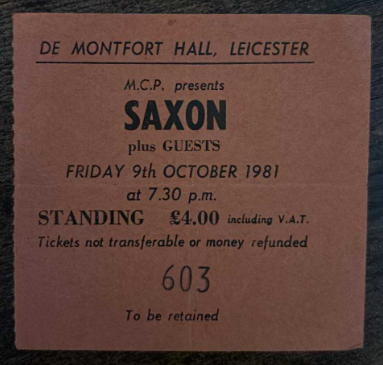 DE MONTFORT HALL, LEICESTER
M.C.P. presents
SAXON
plus GUESTS
FRIDAY 9th OCTOBER 1981
at 7.30 p.m.
STANDING £4.00 including V.A.T.
Tickets not transferable or money refunded
603
To be retained